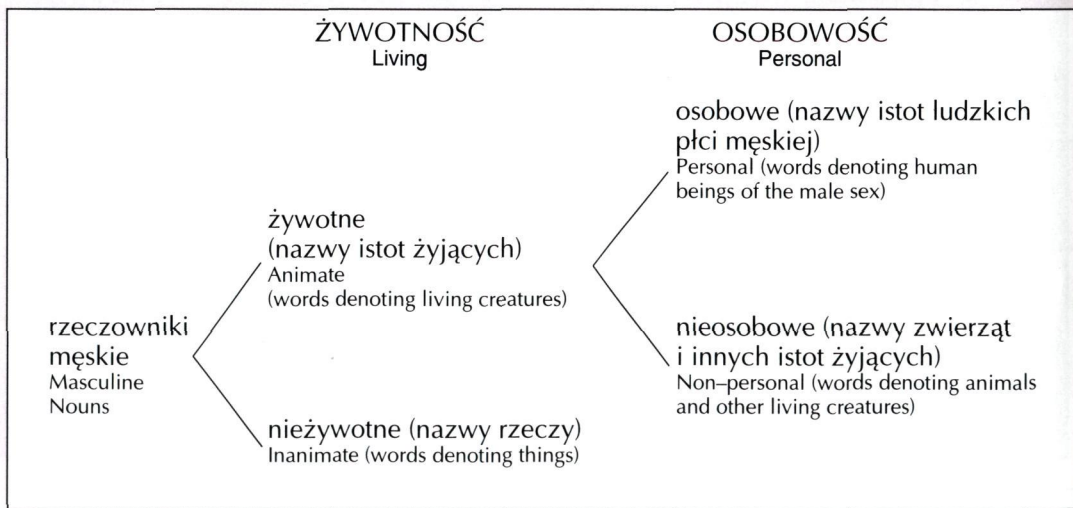 ŻYWOTNOŚĆ
Living
OSOBOWOŚĆ
Personal
rzeczowniki
męskie
Masculine
Nouns
żywotne
(nazwy istot żyjących)
Animate
(words denoting living creatures)
nieżywotne (nazwy rzeczy)
Inanimate (words denoting things)
osobowe (nazwy istot ludzkich
płci męskiej)
Personal (words denoting human
beings of the male sex)
nieosobowe (nazwy zwierząt
i innych istot żyjących)
Non–personal (words denoting animals
and other living creatures)